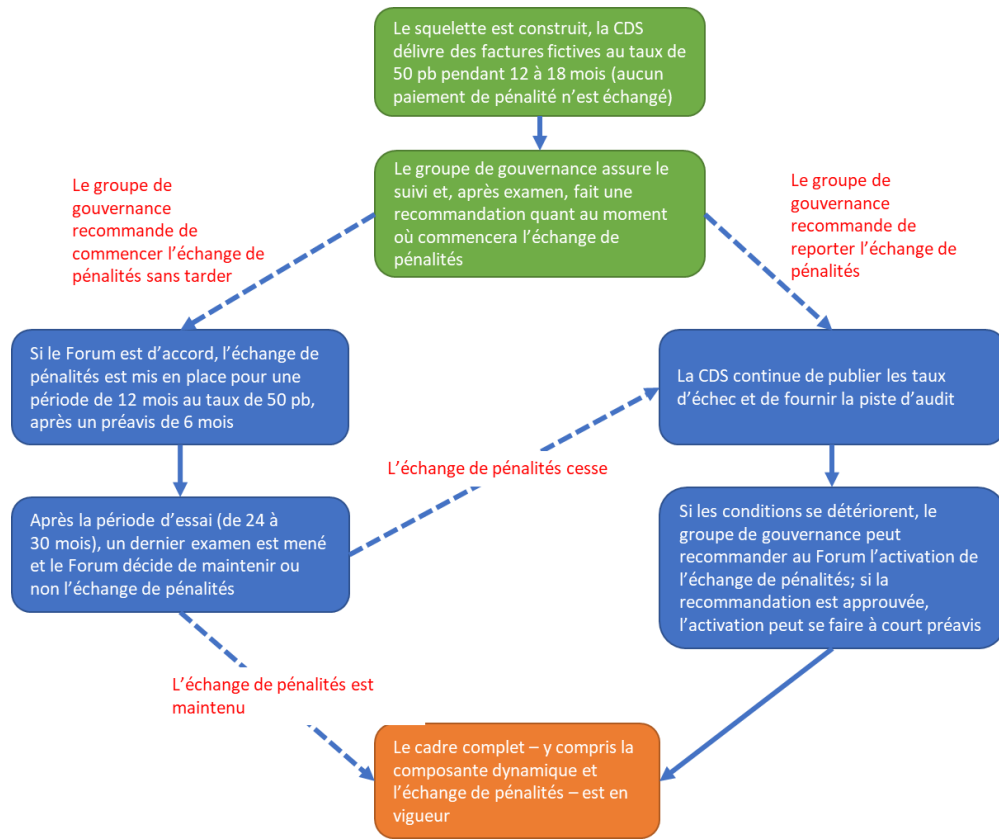 Le squelette est construit, la CDS
délivre des factures fictives au taux de
50 pb pendant 12 à 18 mois (aucun
paiement de pénalité n'est échangé)
Le groupe de
gouvernance
recommande de
commencer l'échange de
pénalités sans tarder
Le groupe de gouvernance assure le
suivi et, après examen, fait une
recommandation quant au moment
où commencera l'échange de
pénalités
Le groupe de
gouvernance
recommande de
reporter l'échange de
pénalités
Si le Forum est d'accord, l'échange de
pénalités est mis en place pour une
période de 12 mois au taux de 50 pb,
après un préavis de 6 mois
La CDS continue de publier les taux
d'échec et de fournir la piste d'audit
L'échange de pénalités cesse
Après la période d'essai (de 24 à
30 mois), un dernier examen est mené
et le Forum décide de maintenir ou
non l'échange de pénalités
Si les conditions se détériorent, le
groupe de gouvernance peut
recommander au Forum l'activation de
l'échange de pénalités; si la
recommandation est approuvée,
l'activation peut se faire à court préavis
L'échange de pénalités est
maintenu
Le cadre complet – y compris la
composante dynamique et
l'échange de pénalités – est en
vigueur